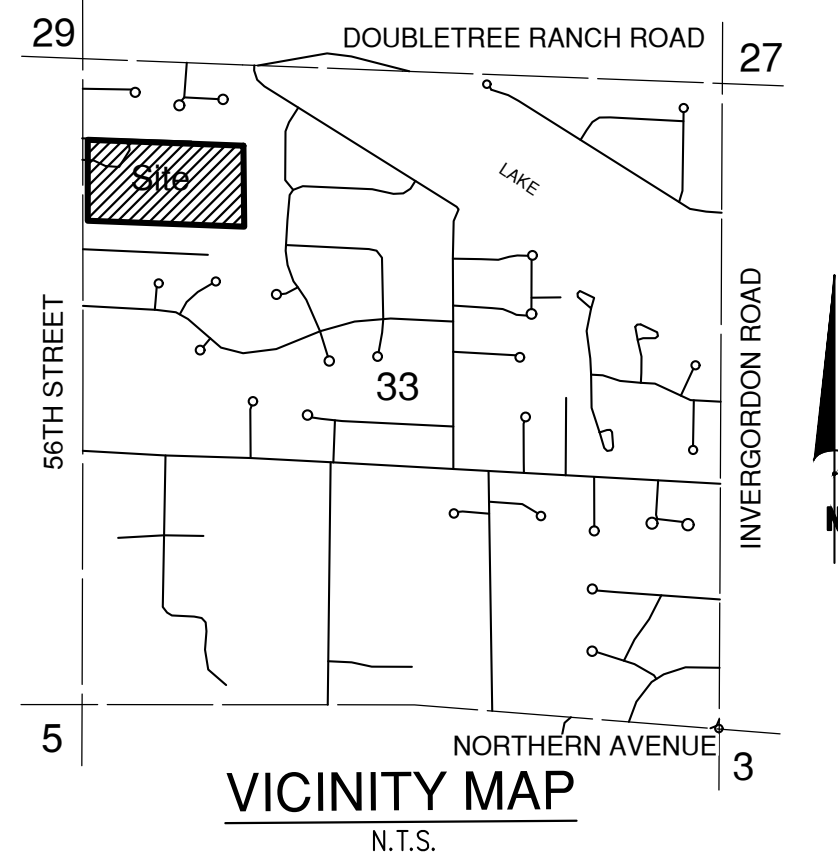 29
DOUBLETREE RANCH ROAD
27
Site
LAKE
56TH STREET
INVERGORDON ROAD
33
N
5
NORTHERN AVENUE
3
VICINITY MAP
N.T.S.